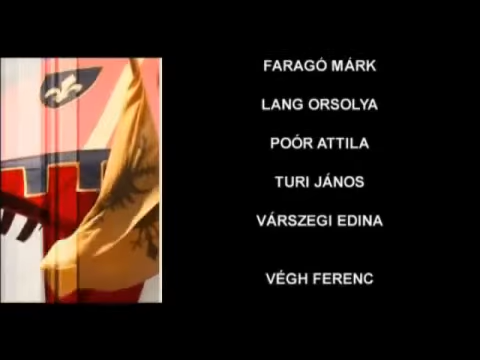 FARAGÓ MÁRK
LANG ORSOLYA
POÓR ATTILA
TURI JÁNOS
VÁRSZEGI EDINA
VÉGH FERENC